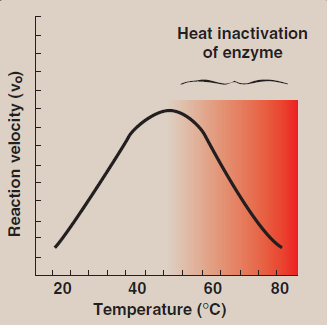 Heat inactivation
of enzyme
Reaction velocity (vo)
20 40 60 80
Temperature (°C)